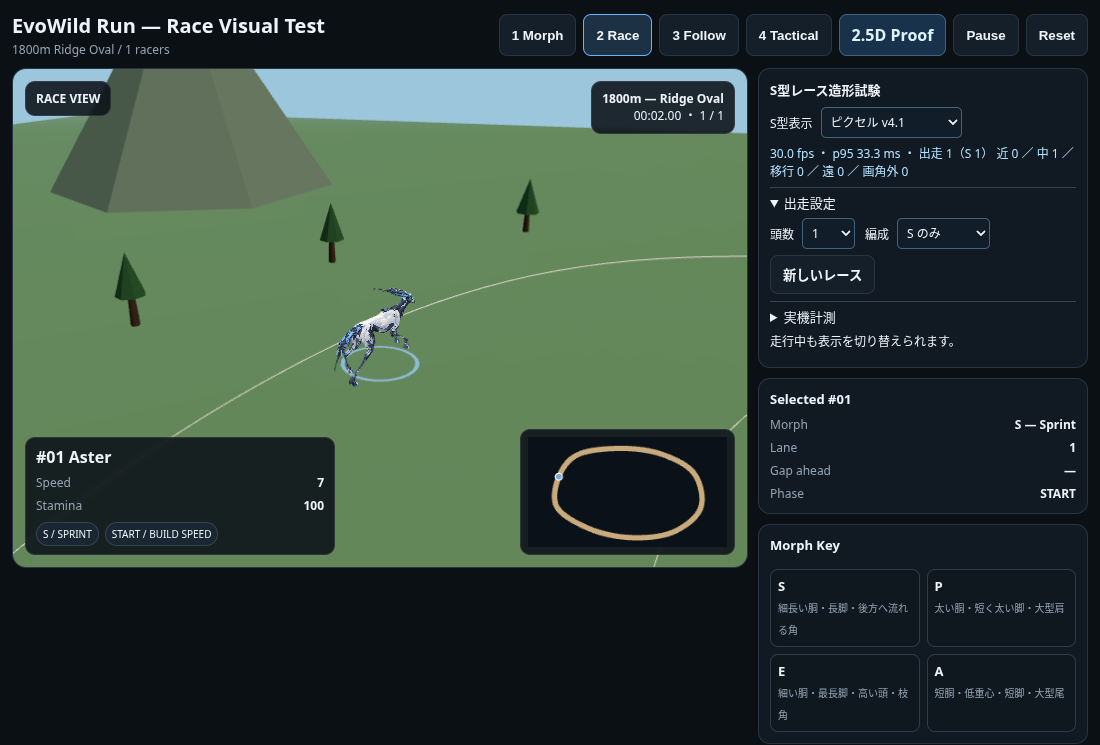 EvoWild Run — Race Visual Test
1800m Ridge Oval / 1 racers
1 Morph
2 Race
3 Follow
4 Tactical
2.5D Proof
Pause
Reset
RACE VIEW
1800m — Ridge Oval
00:02.00 • 1 / 1
#01 Aster
Speed 7
Stamina 100
S / SPRINT
START / BUILD SPEED
S型レース造形試験
S型表示 ピクセル v4.1
30.0 fps • p95 33.3 ms • 出走 1（S 1） 近 0 ／ 中 1 ／
移行 0 ／ 遠 0 ／ 画角外 0
▼ 出走設定
頭数 1 編成 S のみ
新しいレース
▶ 実機計測
走行中も表示を切り替えられます。
Selected #01
Morph S — Sprint
Lane 1
Gap ahead —
Phase START
Morph Key
S
細長い胴・長脚・後方へ流れ
る角
P
太い胴・短く太い脚・大型肩
E
細い胴・最長脚・高い頭・枝
角
A
短胴・低重心・短脚・大型尾